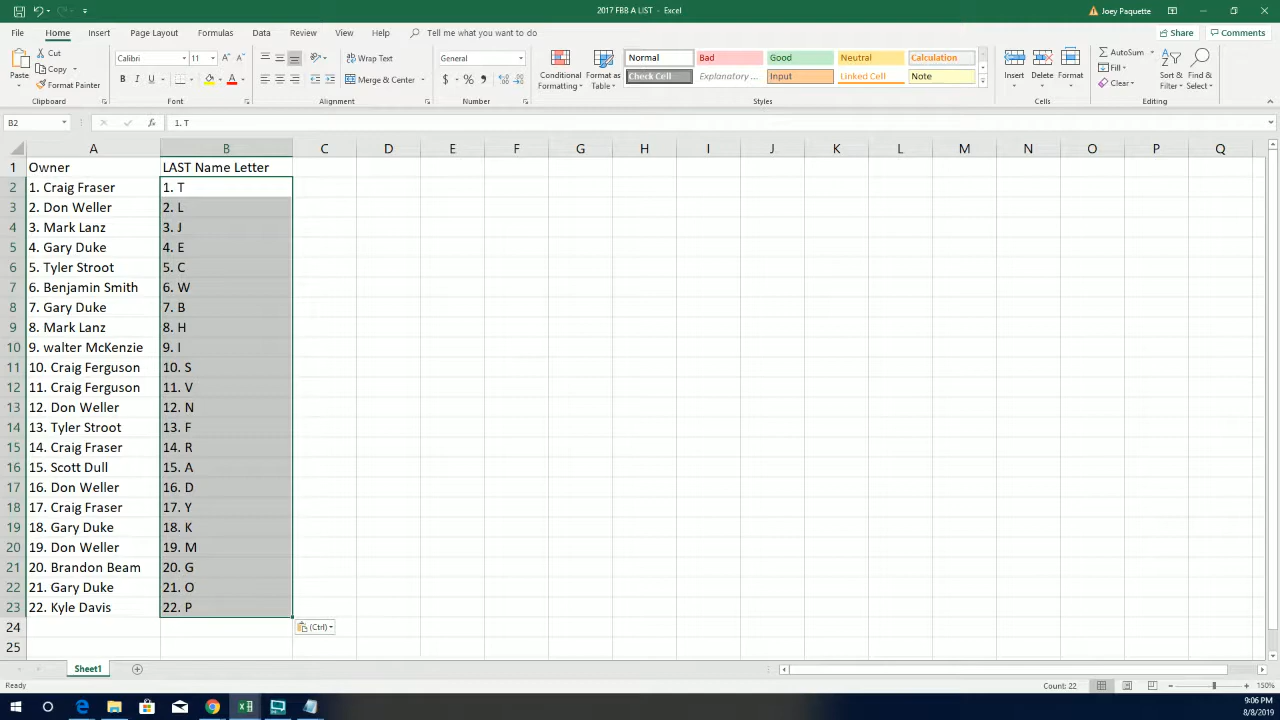 2017 FBB A LIST - Excel
Joey Paquette
File Home Insert Draw Page Layout Formulas Data Review View Help Tell me what you want to do
Share Comments
Cut
Copy
Format Painter
Paste
Clipboard
Calibri 11
B I U
Font
Wrap Text
Merge & Center
Alignment
General
$ % ,
Number
Conditional Formatting
Format as Table
Normal Bad Good Neutral Calculation
Check Cell Explanatory ... Input Linked Cell Note
Styles
Insert Delete Format
Cells
AutoSum
Fill
Clear
Sort & Filter
Find & Select
Editing
B2 fx 1. T
A B C D E F G H I J K L M N O P Q
1 Owner LAST Name Letter
2 1. Craig Fraser 1. T
3 2. Don Weller 2. L
4 3. Mark Lanz 3. J
5 4. Gary Duke 4. E
6 5. Tyler Stroot 5. C
7 6. Benjamin Smith 6. W
8 7. Gary Duke 7. B
9 8. Mark Lanz 8. H
10 9. walter McKenzie 9. I
11 10. Craig Ferguson 10. S
12 11. Craig Ferguson 11. V
13 12. Don Weller 12. N
14 13. Tyler Stroot 13. F
15 14. Craig Fraser 14. R
16 15. Scott Dull 15. A
17 16. Don Weller 16. D
18 17. Craig Fraser 17. Y
19 18. Gary Duke 18. K
20 19. Don Weller 19. M
21 20. Brandon Beam 20. G
22 21. Gary Duke 21. O
23 22. Kyle Davis 22. P
24 (Ctrl)
25
Sheet1
Ready Count: 22 150%
9:06 PM
8/8/2019